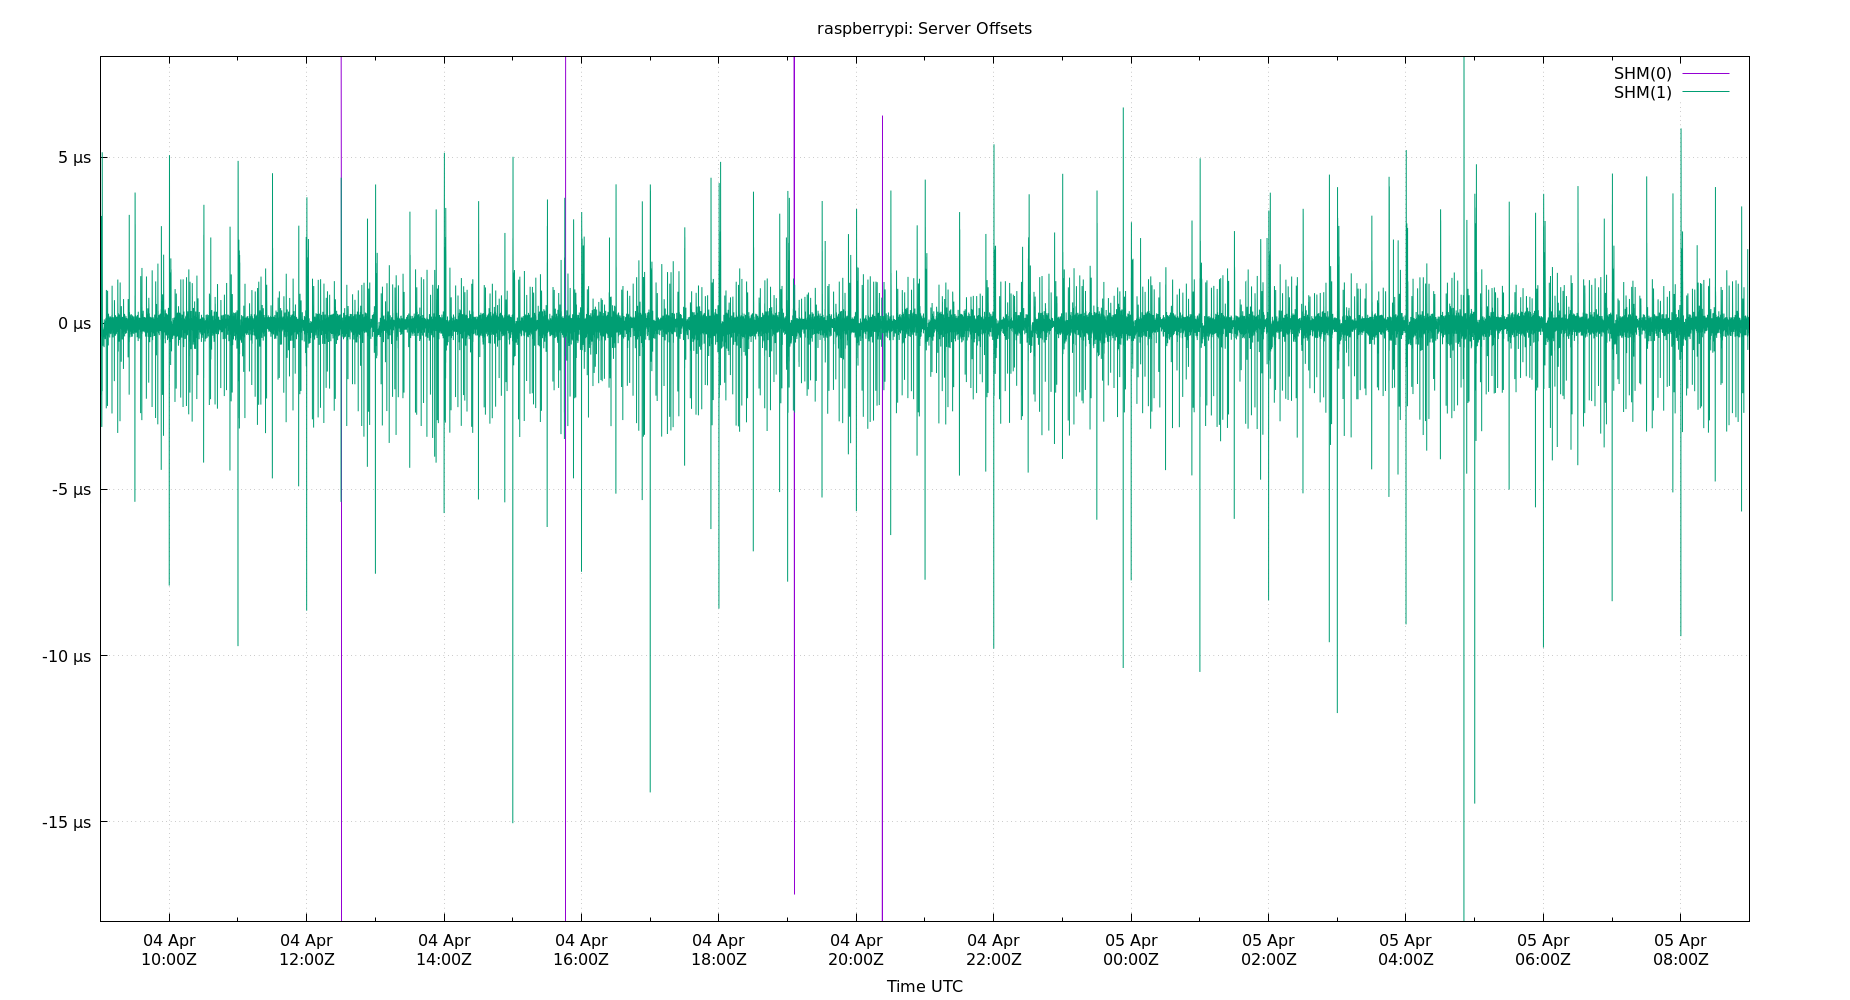 raspberrypi: Server Offsets
SHM(0)
SHM(1)
5 µs
0 µs
-5 µs
-10 µs
-15 µs
04 Apr 04 Apr 04 Apr 04 Apr 04 Apr 04 Apr 04 Apr 05 Apr 05 Apr 05 Apr 05 Apr 05 Apr
10:00Z 12:00Z 14:00Z 16:00Z 18:00Z 20:00Z 22:00Z 00:00Z 02:00Z 04:00Z 06:00Z 08:00Z
Time UTC